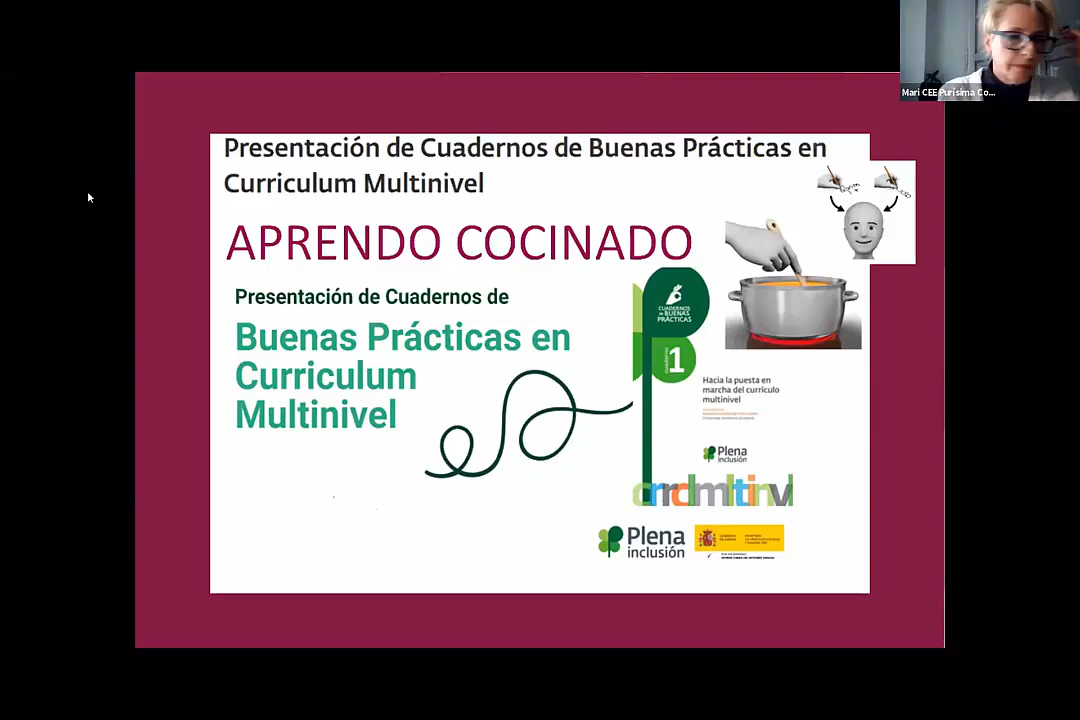 Mari CEE Purísima Co...
Presentación de Cuadernos de Buenas Prácticas en
Curriculum Multinivel
APRENDO COCINADO
Presentación de Cuadernos de
Buenas Prácticas en
Curriculum
Multinivel
CUADERNOS
DE BUENAS
PRÁCTICAS
cuaderno
1
Hacia la puesta en
marcha del currículo
multinivel
Plena
inclusión
crrclmltinvl
Plena
inclusión